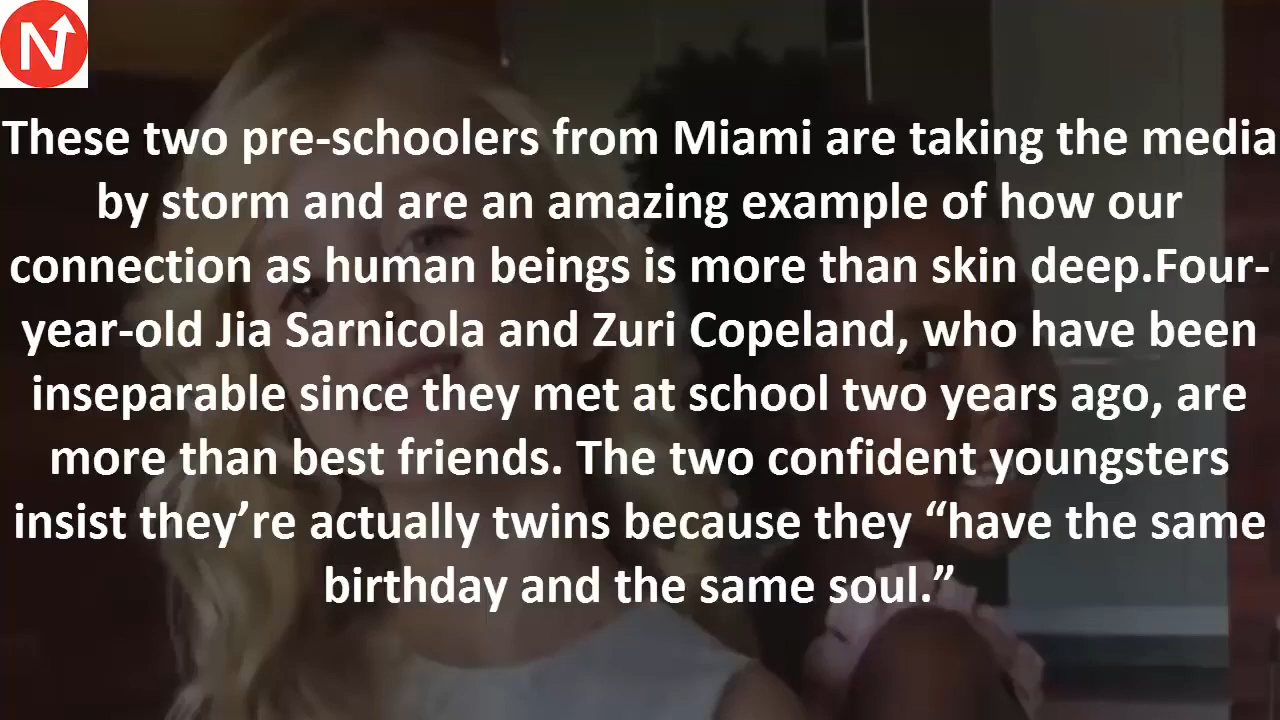 N
These two pre-schoolers from Miami are taking the media
by storm and are an amazing example of how our
connection as human beings is more than skin deep.Four-
year-old Jia Sarnicola and Zuri Copeland, who have been
inseparable since they met at school two years ago, are
more than best friends. The two confident youngsters
insist they’re actually twins because they “have the same
birthday and the same soul.”